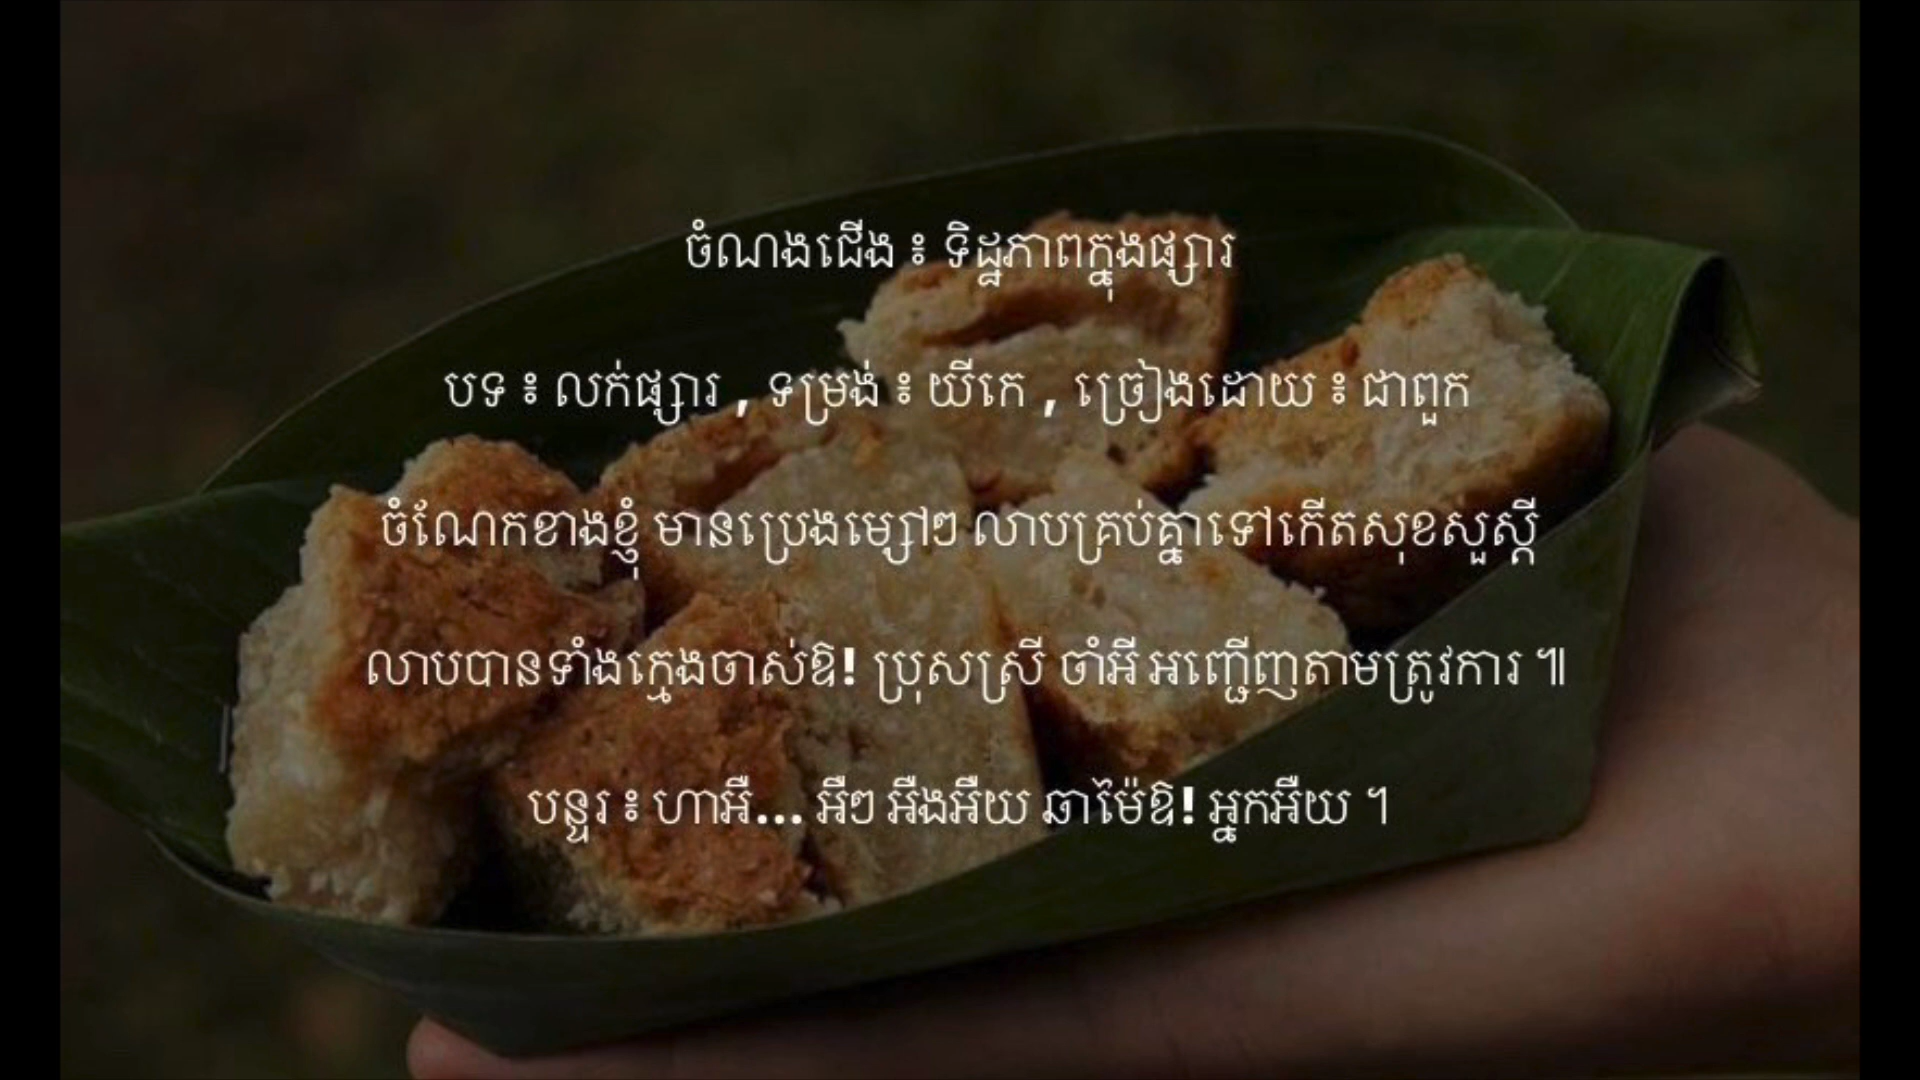 ចំណងជើង ៖ ទិដ្ឋភាពក្នុងផ្សារ
បទ ៖ លក់ផ្សារ , ទម្រង់ ៖ យីកេ , ច្រៀងដោយ ៖ ជាពួក
ចំណែកខាងខ្ញុំ មានប្រេងម្សៅៗ លាបគ្រប់គ្នាទៅកើតសុខសួស្តី
លាបបានទាំងក្មេងចាស់ឱ! ប្រុសស្រី ចាំអី អញ្ជើញតាមត្រូវការ ៕
បន្ទរ ៖ ហាអឺ... អឺៗ អឺងអឺយ ឆាម៉ែឱ! អ្នកអឺយ ។